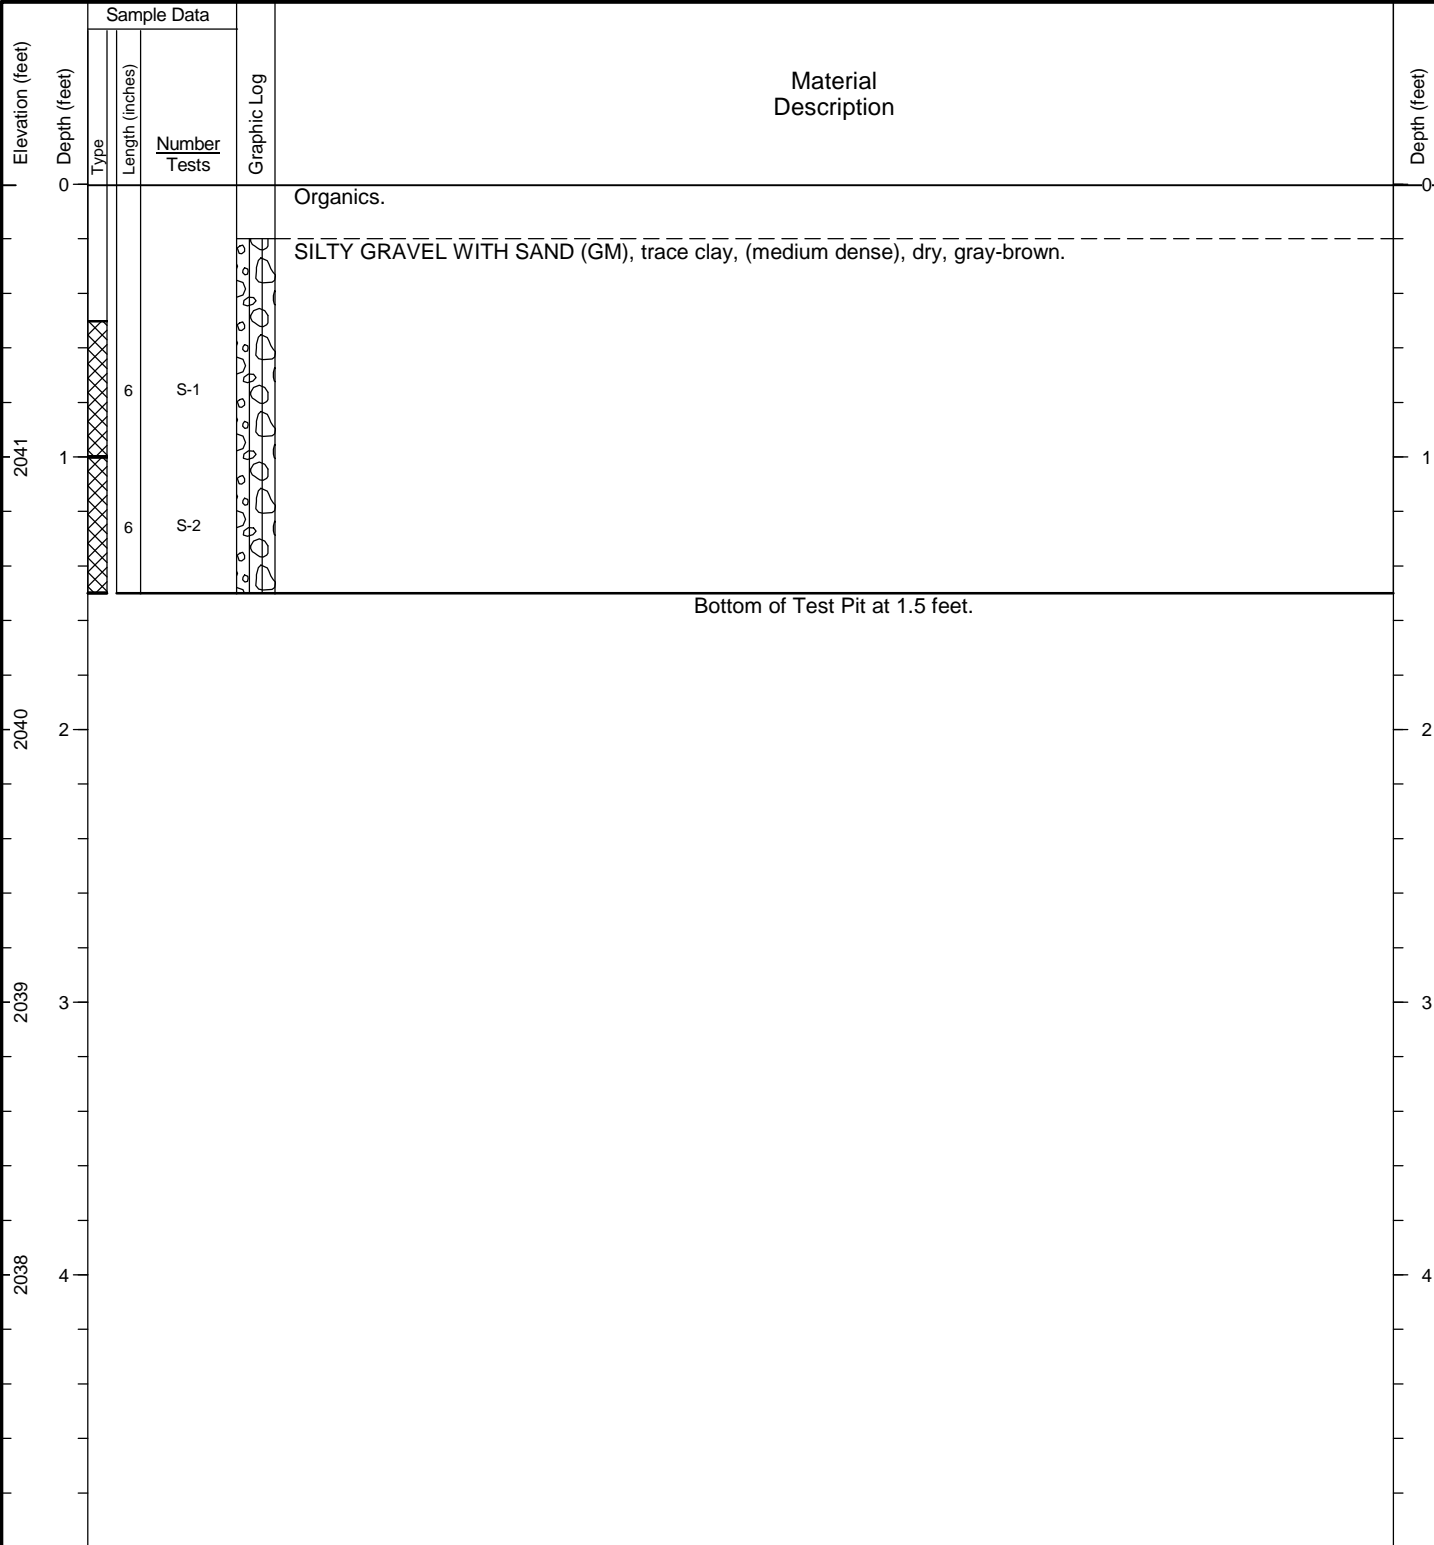 Sample Data
Elevation (feet)
Depth (feet)
Type
Length (inches)
Number
Tests
Graphic Log
Material
Description
Depth (feet)
0
0
Organics.
SILTY GRAVEL WITH SAND (GM), trace clay, (medium dense), dry, gray-brown.
6
S-1
2041
1
1
6
S-2
Bottom of Test Pit at 1.5 feet.
2040
2
2
2039
3
3
2038
4
4